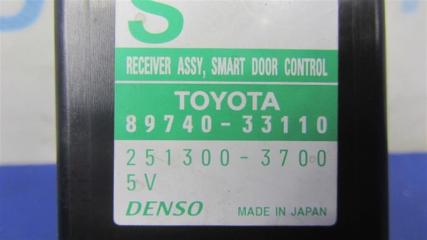 S
RECEIVER ASSY, SMART DOOR CONTROL
TOYOTA
89740-33110
251300-3700
5V
DENSO MADE IN JAPAN